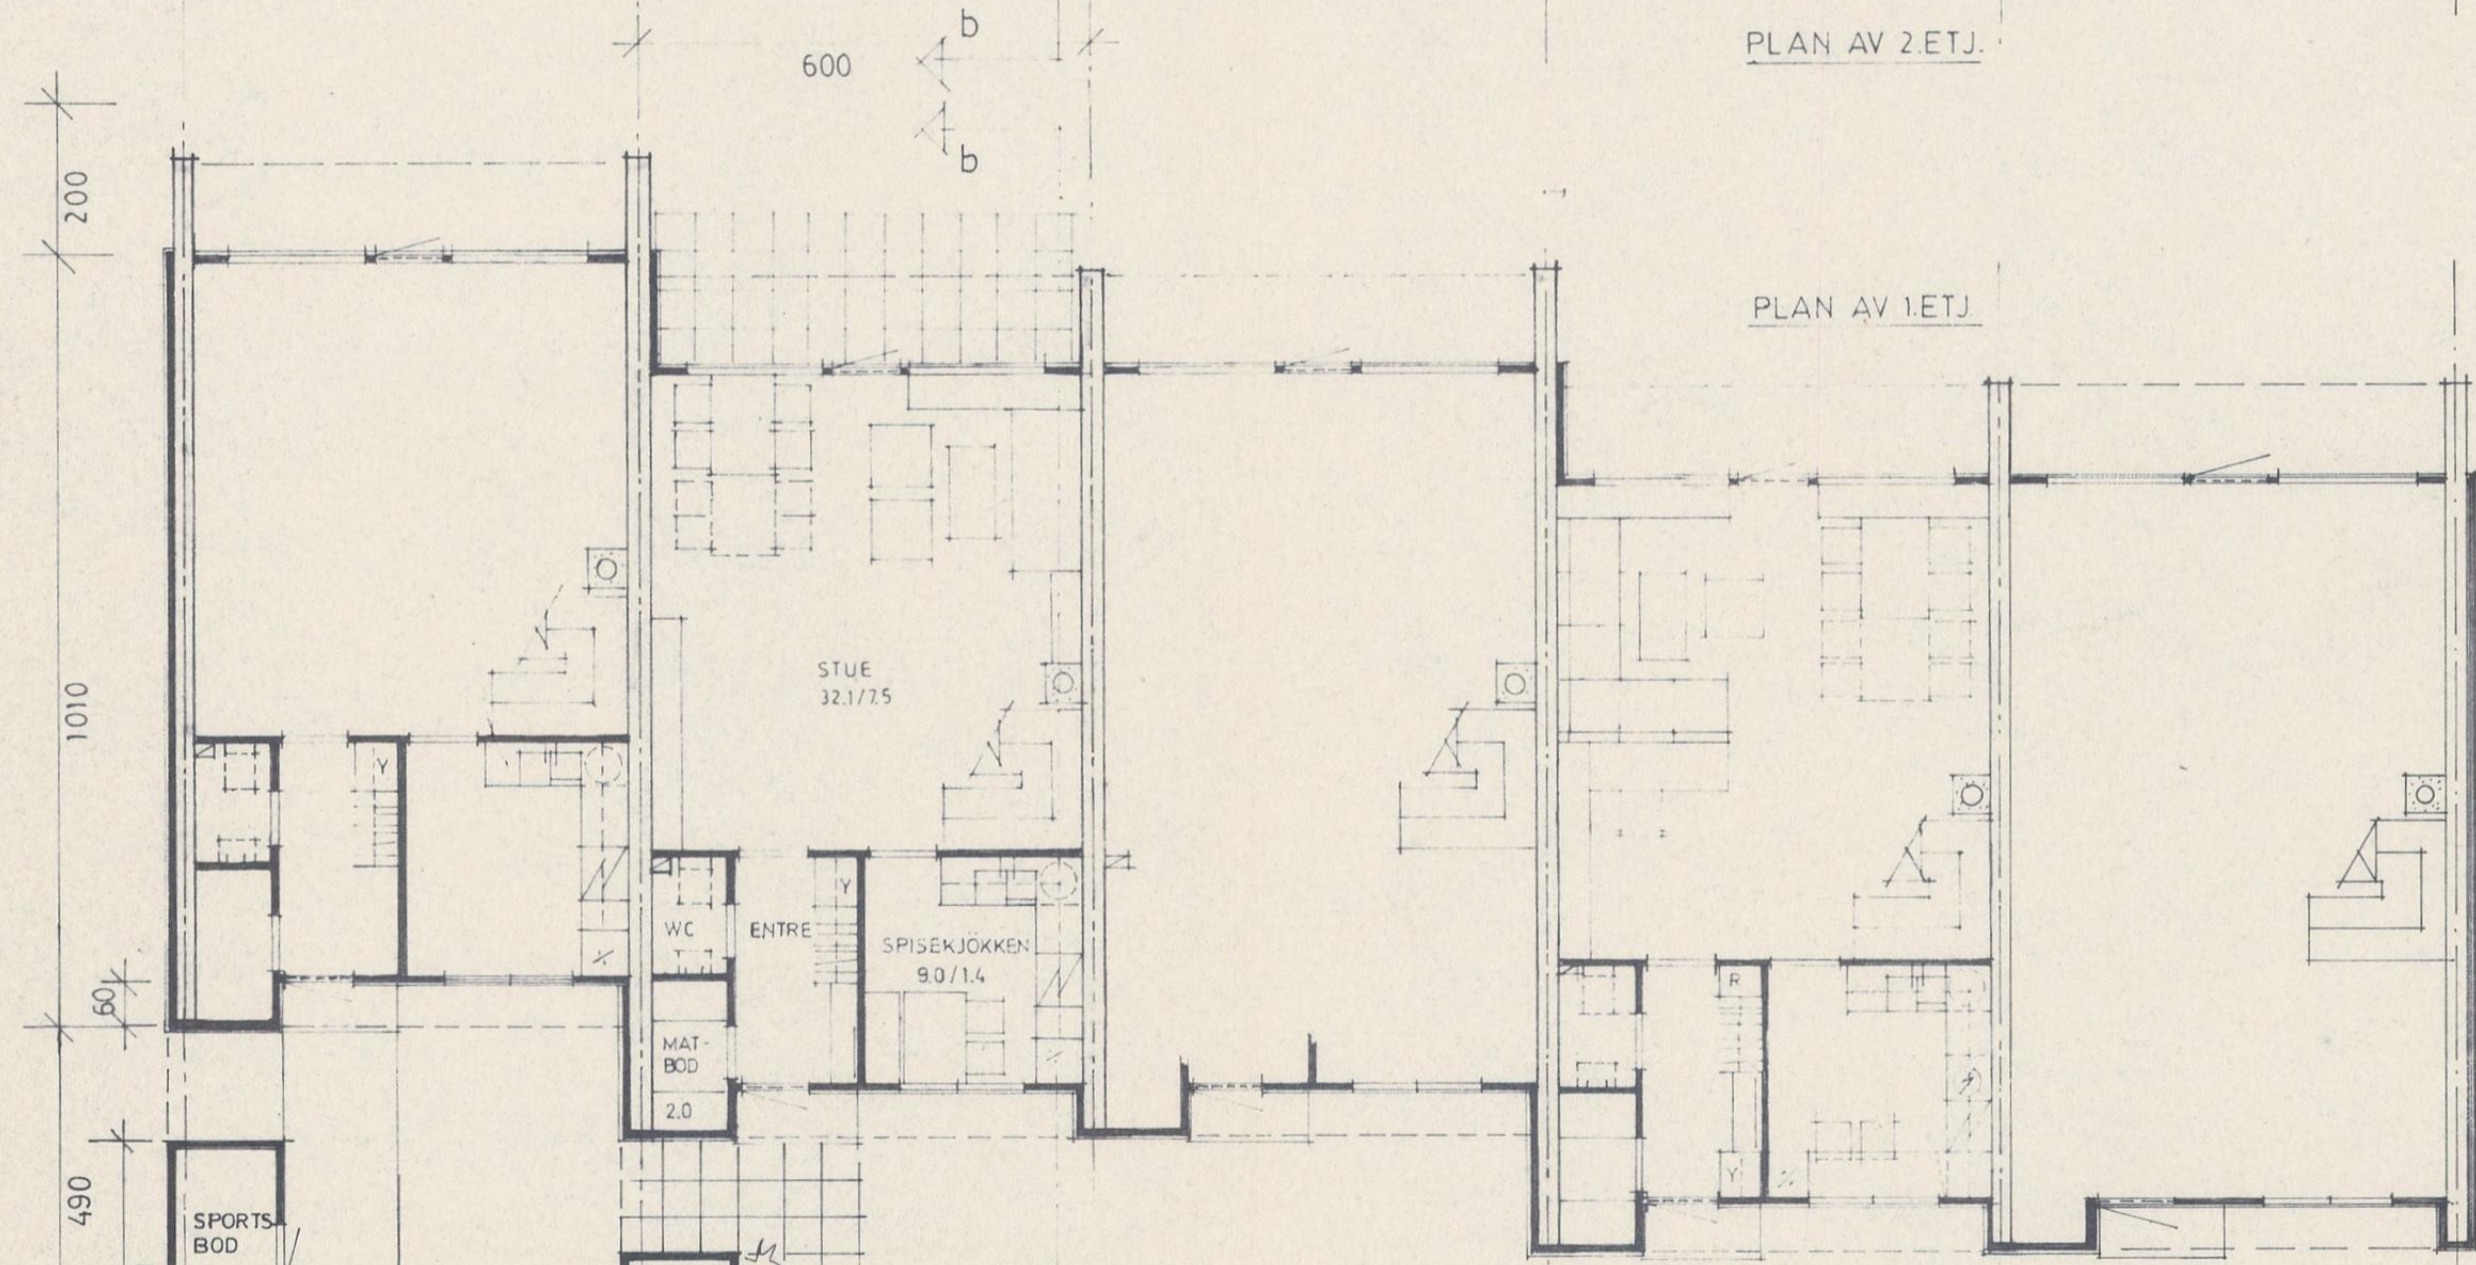 b
PLAN AV 2.ETJ.
600
b
200
PLAN AV 1.ETJ.
STUE
32.1/7.5
1010
Y
Y
WC
ENTRE
SPISEKJÖKKEN
9.0/1.4
R
60
MAT-
BOD
2.0
Y
490
SPORTS
BOD